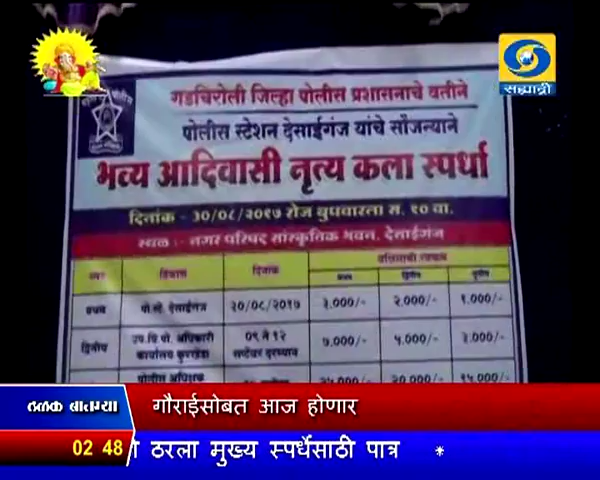 सह्याद्री
गडचिरोली जिल्हा पोलीस प्रशासनाचे वतीने
पोलीस स्टेशन देसाईगंज यांचे सौजन्याने
भव्य आदिवासी नृत्य कला स्पर्धा
दिनांक - ३०/०८/२०१७ रोज बुधवारला स. १० वा.
स्थळ :- नगर परिषद सांस्कृतिक भवन, देसाईगंज
स्तर विभाग दिनांक
प्रथम द्वितीय तृतीय
प्रथम पो.स्टे. देसाईगंज ३०/०८/२०१७ ३,०००/- २,०००/- १,०००/-
द्वितीय उप.वि.पो. अधिकारी कार्यालय कुरखेडा ०९ ते १२ सप्टेंबर दरम्यान ७,०००/- ५,०००/- ३,०००/-
पोलीस अधिक्षक २०,०००/- १५,०००/-
ठळक बातम्या गौराईसोबत आज होणार
02 48 ठरला मुख्य स्पर्धेसाठी पात्र *